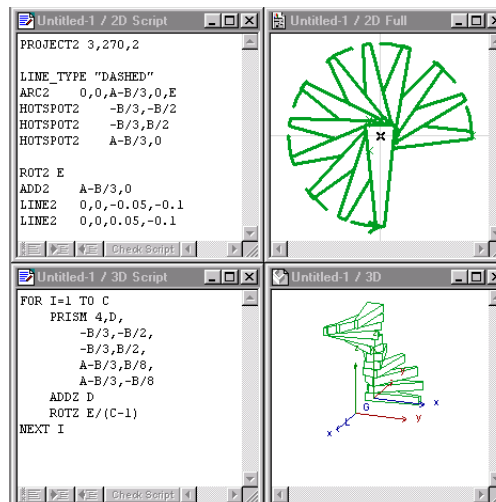 Untitled-1 / 2D Script
PROJECT2 3,270,2
LINE_TYPE "DASHED"
ARC2 0,0,A-B/3,0,E
HOTSPOT2 -B/3,-B/2
HOTSPOT2 -B/3,B/2
HOTSPOT2 A-B/3,0
ROT2 E
ADD2 A-B/3,0
LINE2 0,0,-0.05,-0.1
LINE2 0,0,0.05,-0.1
Check Script
Untitled-1 / 2D Full
Untitled-1 / 3D Script
FOR I=1 TO C
PRISM 4,D,
-B/3,-B/2,
-B/3,B/2,
A-B/3,B/8,
A-B/3,-B/8
ADDZ D
ROTZ E/(C-1)
NEXT I
Check Script
Untitled-1 / 3D
z
y
x
G
L
x
y